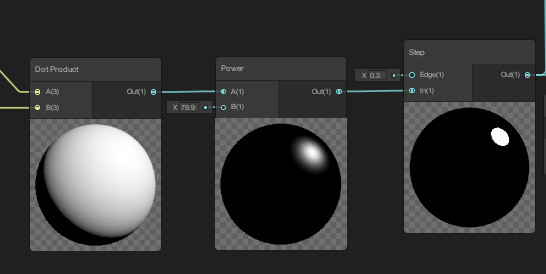 Dot Product
A(3)
Out(1)
B(3)
Power
A(1)
Out(1)
X 79.9
B(1)
Step
X 0.3
Edge(1)
Out(1)
In(1)